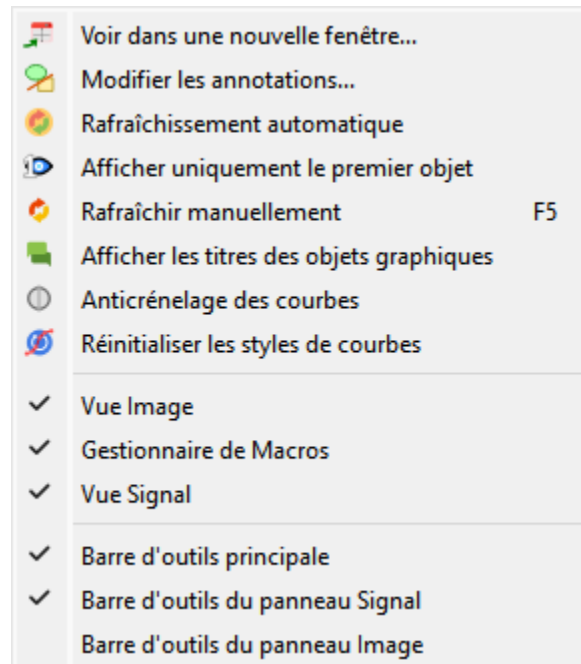 Voir dans une nouvelle fenêtre...
Modifier les annotations...
Rafraîchissement automatique
Afficher uniquement le premier objet
Rafraîchir manuellement F5
Afficher les titres des objets graphiques
Anticrénelage des courbes
Réinitialiser les styles de courbes
Vue Image
Gestionnaire de Macros
Vue Signal
Barre d'outils principale
Barre d'outils du panneau Signal
Barre d'outils du panneau Image